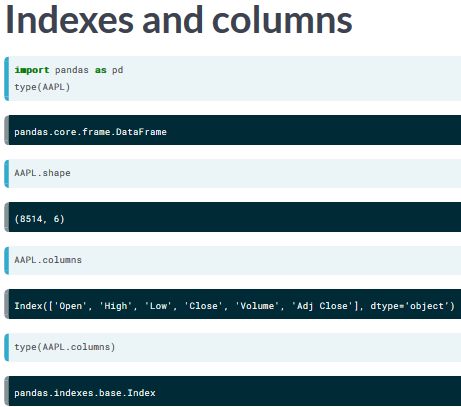 Indexes and columns
import pandas as pd
type(AAPL)
pandas.core.frame.DataFrame
AAPL.shape
(8514, 6)
AAPL.columns
Index(['Open', 'High', 'Low', 'Close', 'Volume', 'Adj Close'], dtype='object')
type(AAPL.columns)
pandas.indexes.base.Index